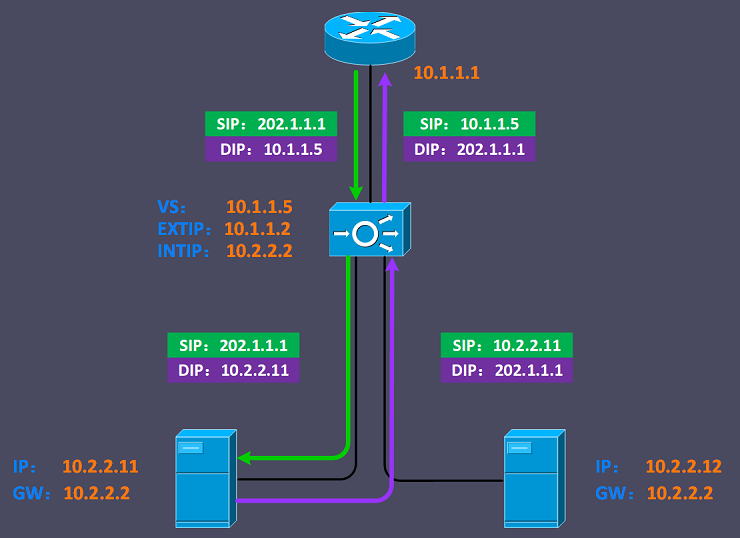 10.1.1.1
SIP：202.1.1.1
DIP：10.1.1.5
SIP：10.1.1.5
DIP：202.1.1.1
VS： 10.1.1.5
EXTIP：10.1.1.2
INTIP：10.2.2.2
SIP：202.1.1.1
DIP：10.2.2.11
SIP：10.2.2.11
DIP：202.1.1.1
IP： 10.2.2.11
GW：10.2.2.2
IP： 10.2.2.12
GW：10.2.2.2